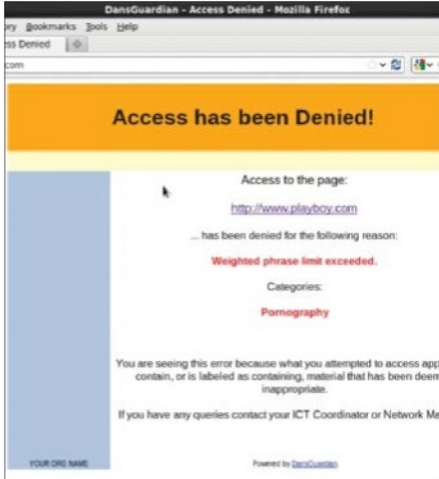 DansGuardian - Access Denied - Mozilla Firefox
ory Bookmarks Tools Help
ess Denied
com
Access has been Denied!
Access to the page:
http://www.playboy.com
... has been denied for the following reason:
Weighted phrase limit exceeded.
Categories:
Pornography
You are seeing this error because what you attempted to access app
contain, or is labeled as containing, material that has been deem
inappropriate.
If you have any queries contact your ICT Coordinator or Network Ma
YOUR ORG NAME
Powered by DansGuardian